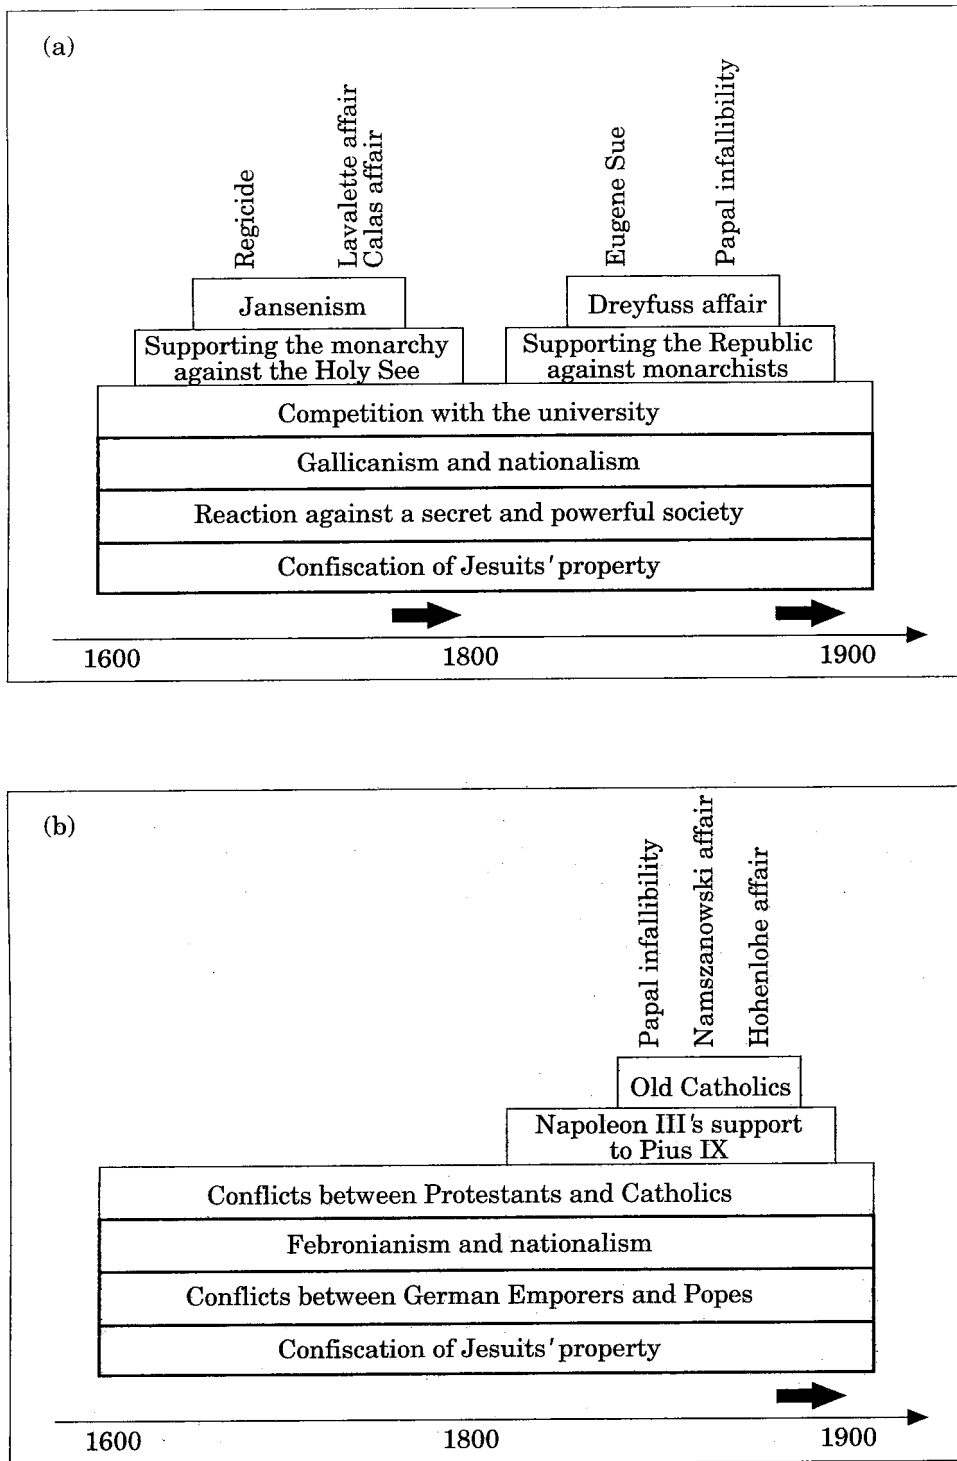 (a)
Regicide
Lavalette affair
Calas affair
Eugene Sue
Papal infallibility
Jansenism
Dreyfuss affair
Supporting the monarchy
against the Holy See
Supporting the Republic
against monarchists
Competition with the university
Gallicanism and nationalism
Reaction against a secret and powerful society
Confiscation of Jesuits' property
1600
1800
1900
(b)
Papal infallibility
Namszanowski affair
Hohenlohe affair
Old Catholics
Napoleon III's support
to Pius IX
Conflicts between Protestants and Catholics
Febronianism and nationalism
Conflicts between German Emporers and Popes
Confiscation of Jesuits' property
1600
1800
1900